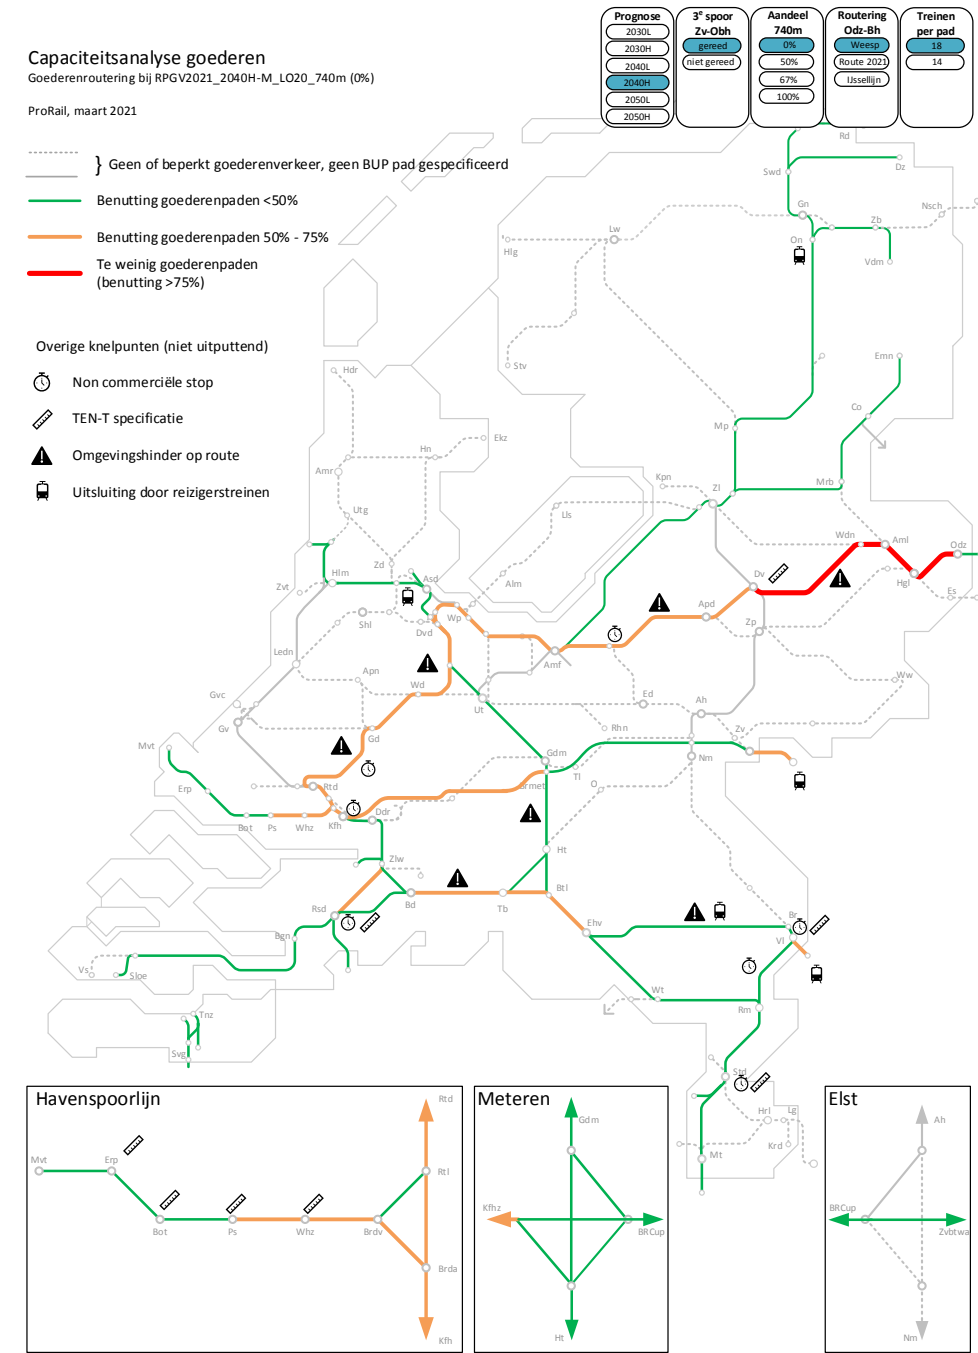 Prognose
2030L
2030H
2040L
2040H
2050L
2050H
3e spoor
Zv-Obh
gereed
niet gereed
Aandeel
740m
0%
50%
67%
100%
Routering
Odz-Bh
Weesp
Route 2021
IJssellijn
Treinen
per pad
18
14
Capaciteitsanalyse goederen
Goederenroutering bij RPGV2021_2040H-M_LO20_740m (0%)
ProRail, maart 2021
} Geen of beperkt goederenverkeer, geen BUP pad gespecificeerd
Benutting goederenpaden <50%
Benutting goederenpaden 50% - 75%
Te weinig goederenpaden
(benutting >75%)
Overige knelpunten (niet uitputtend)
Non commerciële stop
TEN-T specificatie
Omgevingshinder op route
Uitsluiting door reizigerstreinen
Rd
Swd
Dz
Gn
Nsch
Zb
On
Vdm
Lw
Hlg
Stv
Emn
Co
Mp
Hdr
Ekz
Hn
Amr
Kpn
Zl
Mrb
Lls
Utg
Wdn
Aml
Odz
Zd
Hlm
Asd
Zvt
Alm
Dv
Hgl
Es
Wp
Apd
Shl
Dvd
Zp
Ledn
Amf
Apn
Wd
Ww
Gvc
Ut
Ed
Ah
Gv
Gd
Rhn
Zv
Mvt
Gdm
Nm
Tl
Erp
Rtd
Brmet
O
Bot
Ps
Whz
Kfh
Ddr
Zlw
Ht
Rsd
Bd
Tb
Btl
Ehv
Br
Bgn
Vl
Vs
Sloe
Wt
Rm
Tnz
Svg
Std
Hrl
Lg
Krd
Mt
Havenspoorlijn
Rtd
Mvt
Erp
Rtl
Bot
Ps
Whz
Brdv
Brda
Kfh
Meteren
Gdm
Kfhz
BRCup
Ht
Elst
Ah
BRCup
Zvbtwa
Nm